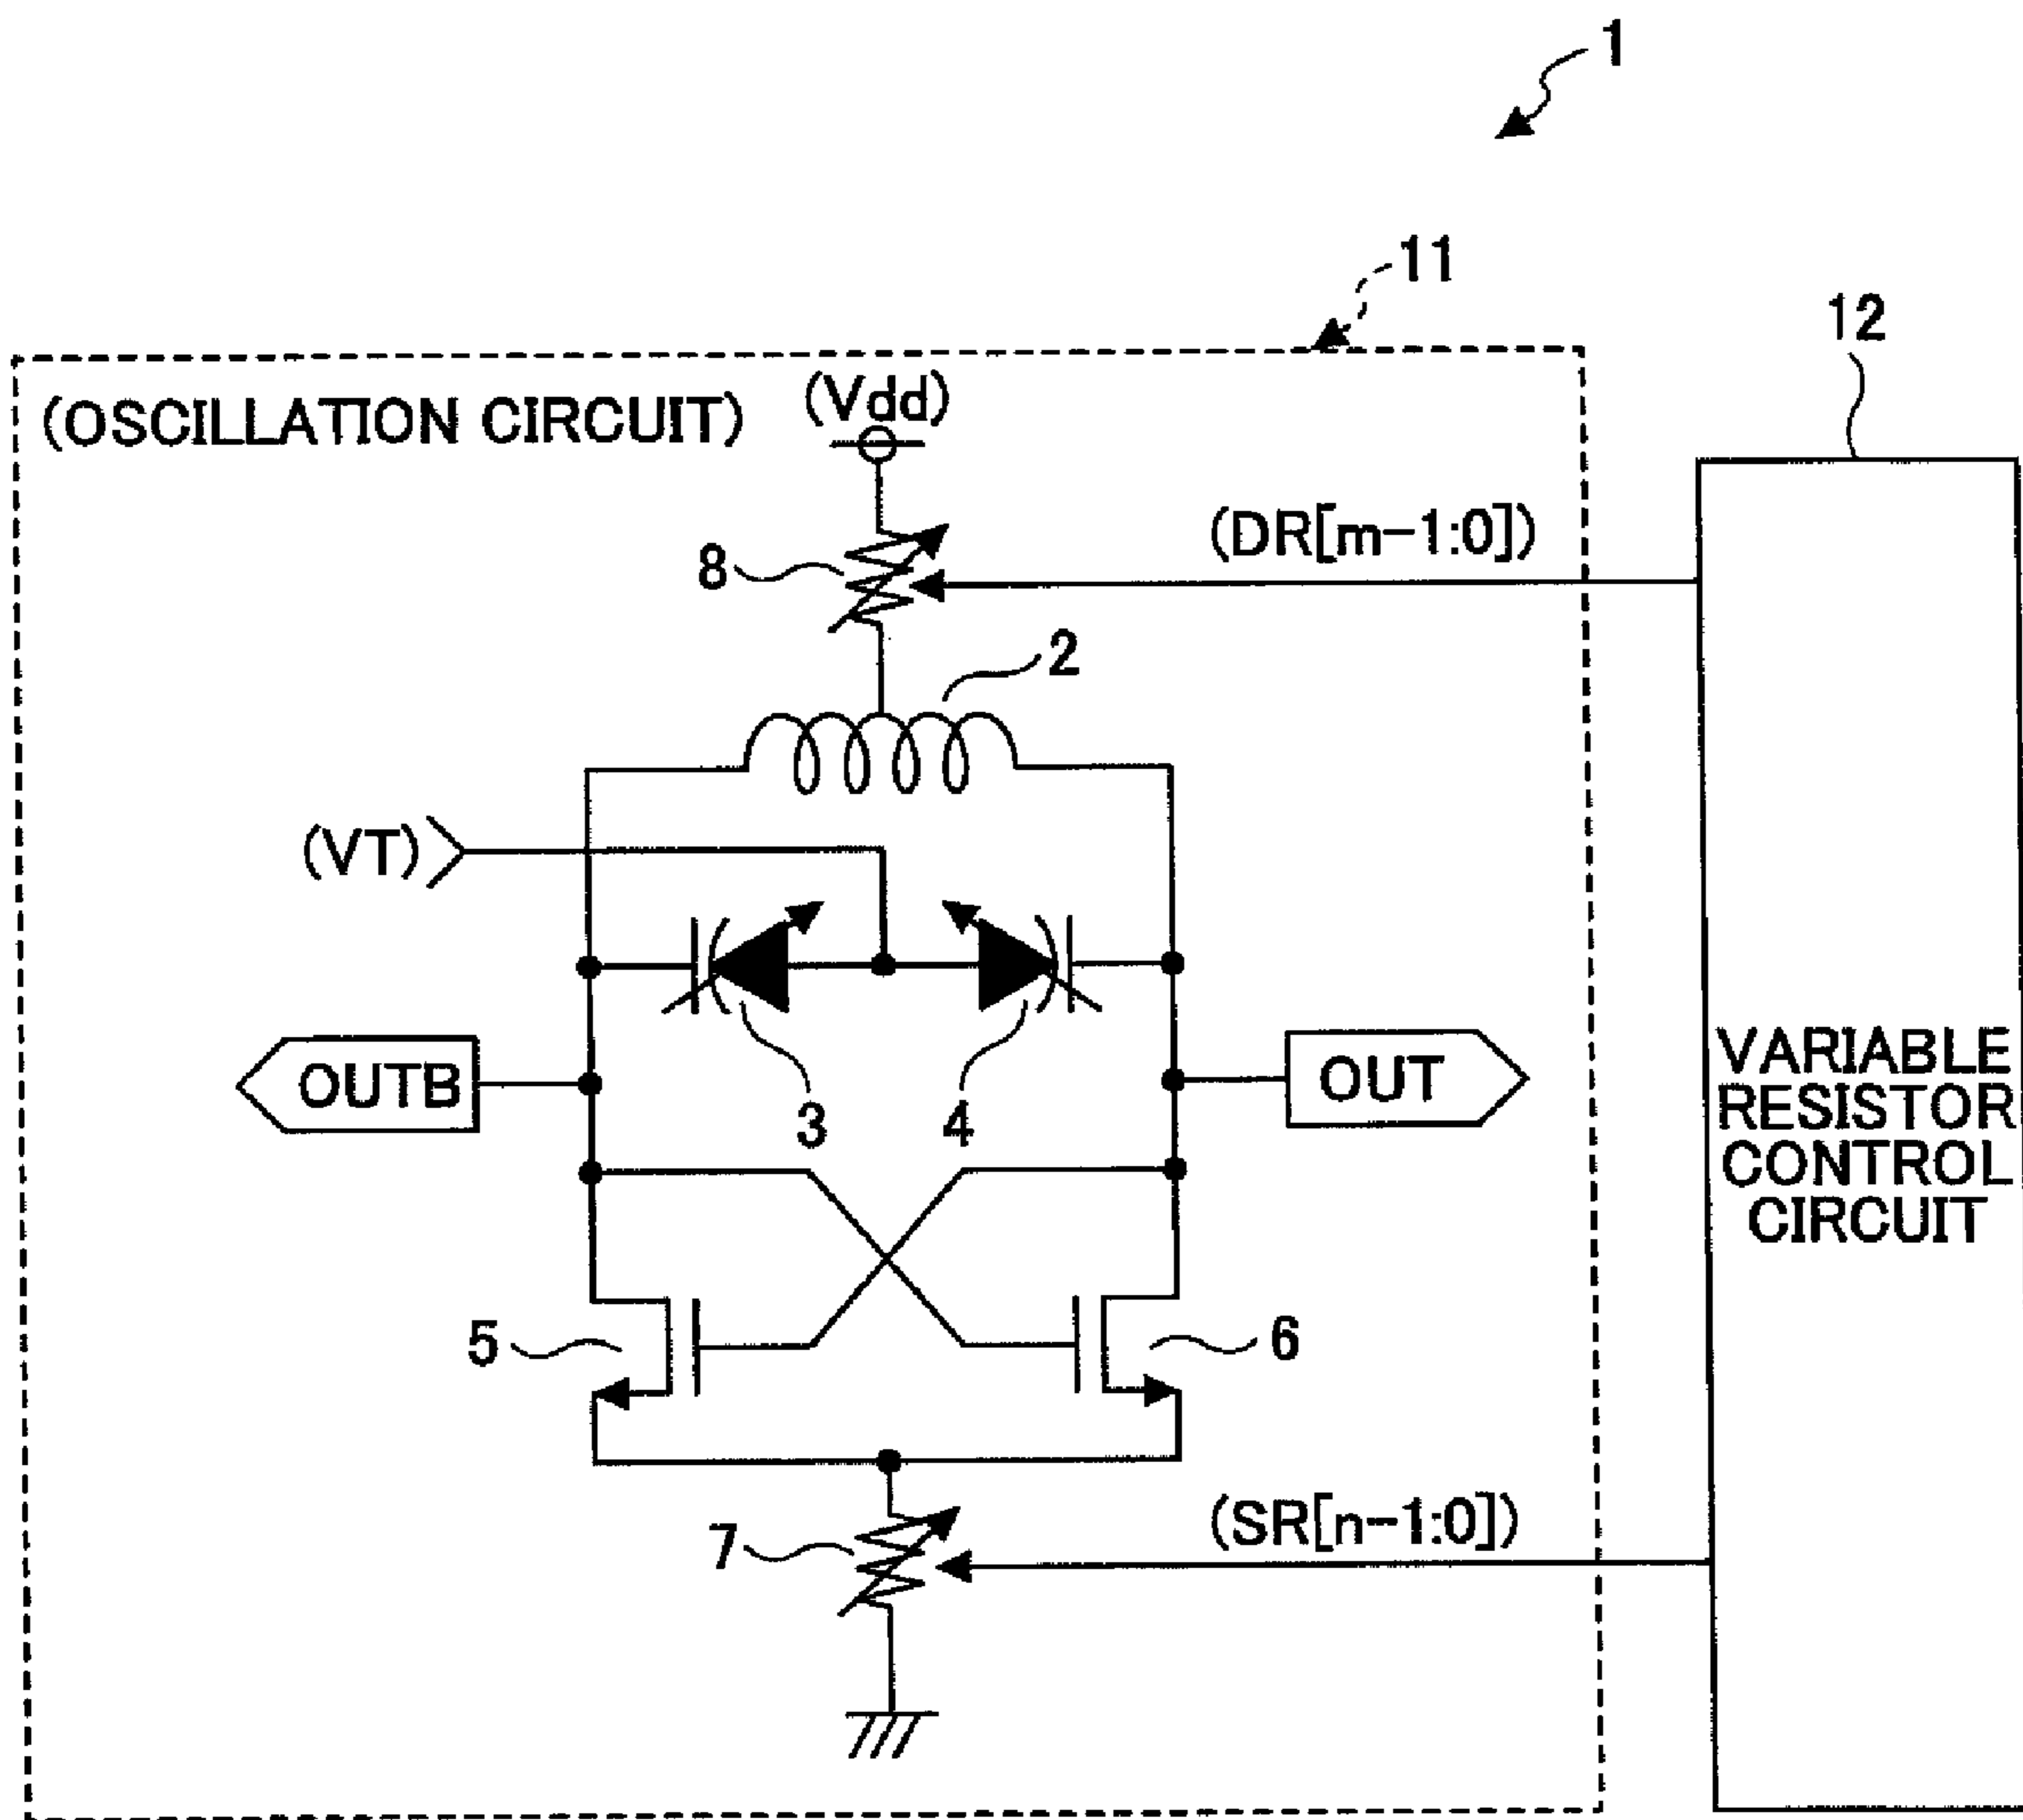 1
11
12
(OSCILLATION CIRCUIT)
(Vdd)
(DR[m-1:0])
8
2
(VT)
OUTB
3
4
OUT
VARIABLE
RESISTOR
CONTROL
CIRCUIT
5
6
(SR[n-1:0])
7